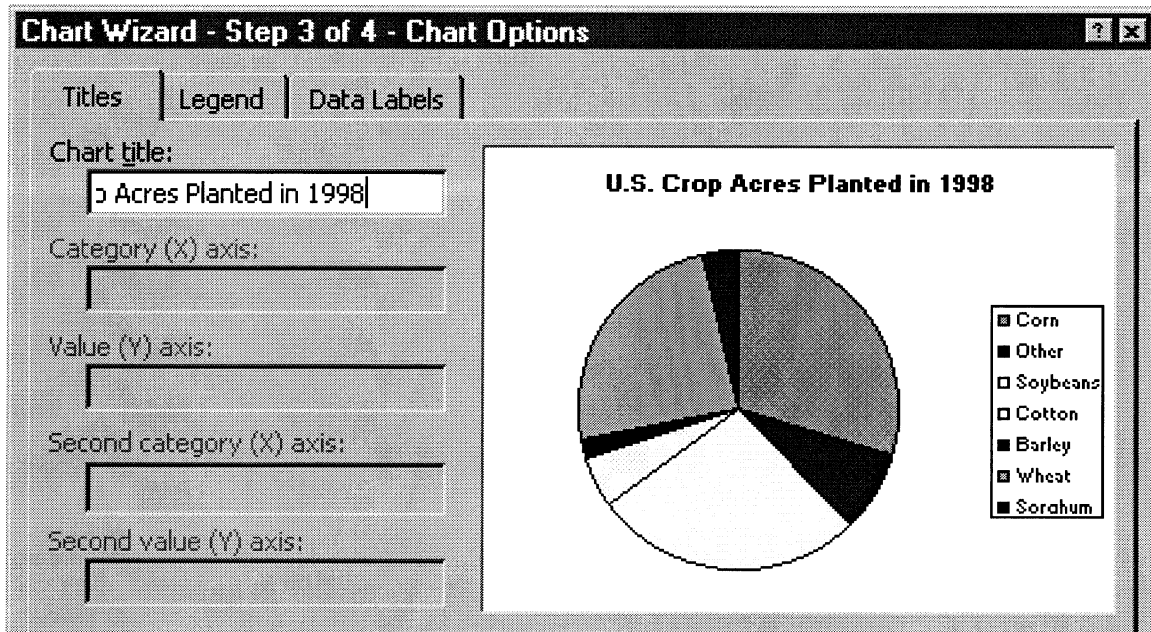 Chart Wizard - Step 3 of 4 - Chart Options
? x
Titles Legend Data Labels
Chart title:
p Acres Planted in 1998
Category (X) axis:
Value (Y) axis:
Second category (X) axis:
Second value (Y) axis:
U.S. Crop Acres Planted in 1998
Corn
Other
Soybeans
Cotton
Barley
Wheat
Sorghum